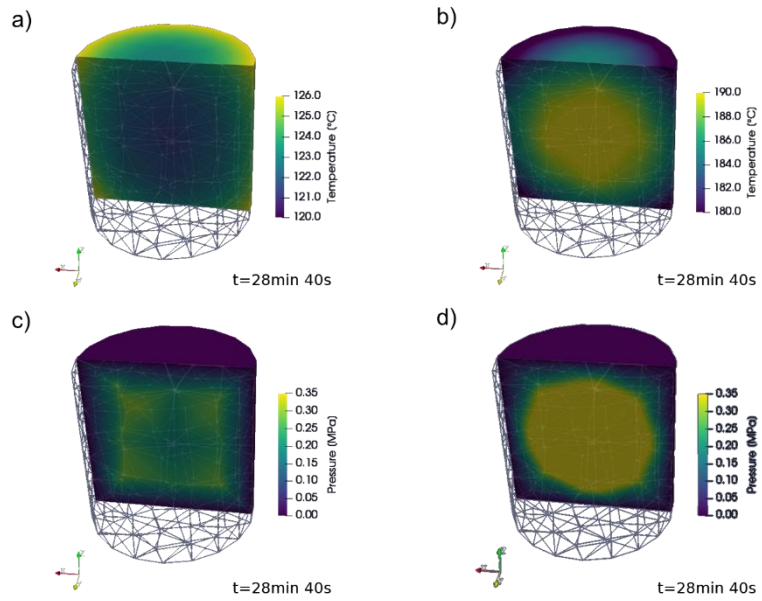 a)
126.0
125.0
124.0
123.0
122.0
121.0
120.0
Temperature (°C)
t=28min 40s
b)
190.0
188.0
186.0
184.0
182.0
180.0
Temperature (°C)
t=28min 40s
c)
0.35
0.30
0.25
0.20
0.15
0.10
0.05
0.00
Pressure (MPa)
t=28min 40s
d)
0.35
0.30
0.25
0.20
0.15
0.10
0.05
0.00
Pressure (MPa)
t=28min 40s